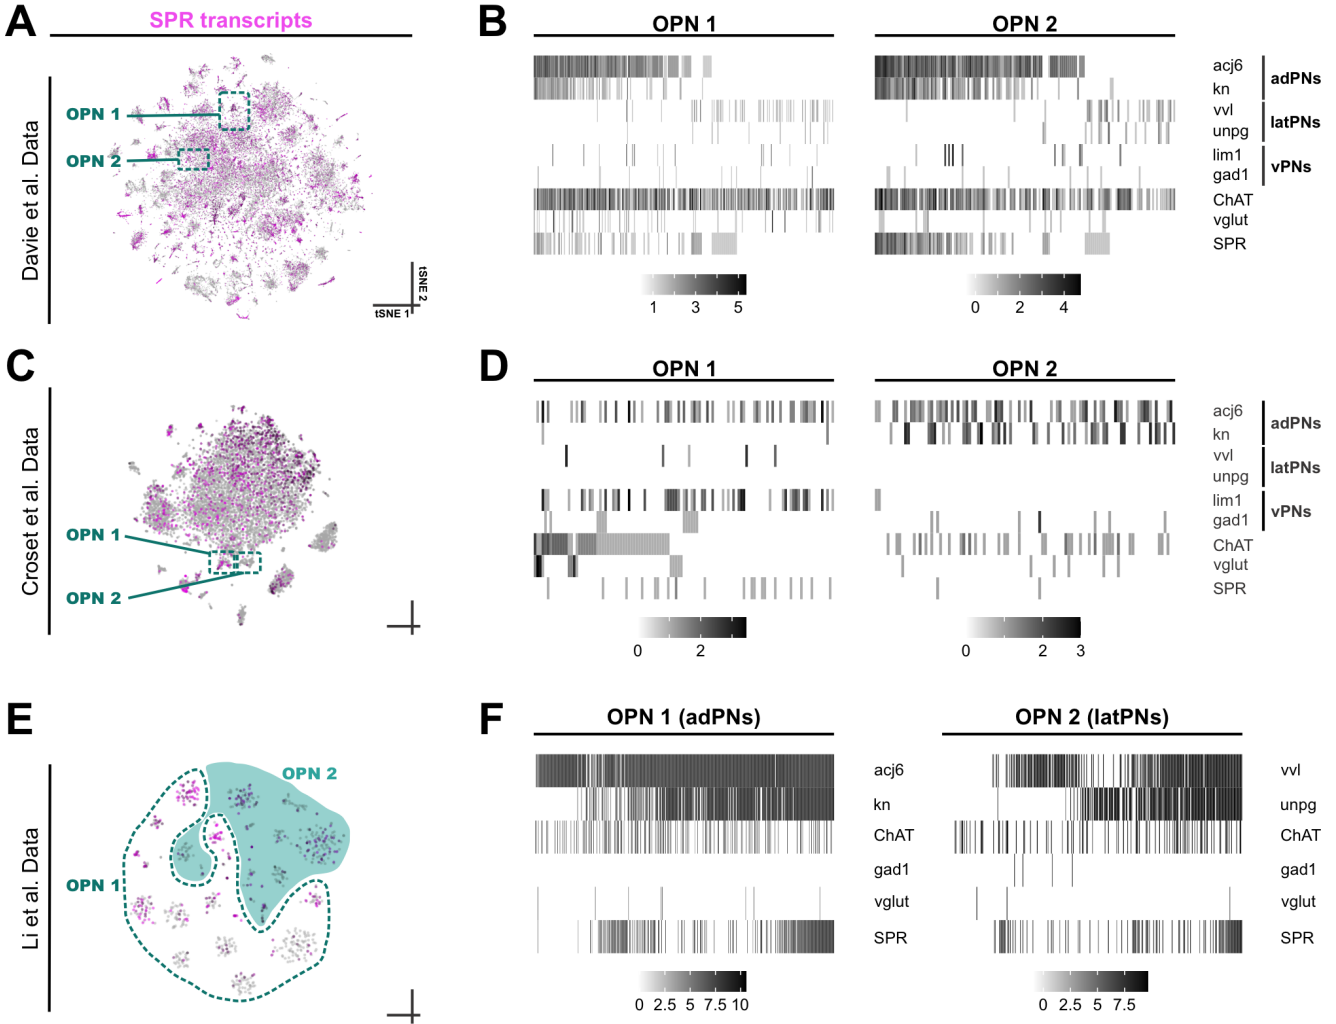 A
SPR transcripts
Davie et al. Data
OPN 1
OPN 2
tSNE 2
tSNE 1
B
OPN 1
OPN 2
acj6
kn
adPNs
vvl
unpg
latPNs
lim1
gad1
vPNs
ChAT
vglut
SPR
1 3 5
0 2 4
C
Croset et al. Data
OPN 1
OPN 2
D
OPN 1
OPN 2
acj6
kn
adPNs
vvl
unpg
latPNs
lim1
gad1
vPNs
ChAT
vglut
SPR
0 2
0 2 3
E
Li et al. Data
OPN 2
OPN 1
F
OPN 1 (adPNs)
OPN 2 (latPNs)
acj6
kn
ChAT
gad1
vglut
SPR
vvl
unpg
ChAT
gad1
vglut
SPR
0 2.5 5 7.5 10
0 2.5 5 7.5